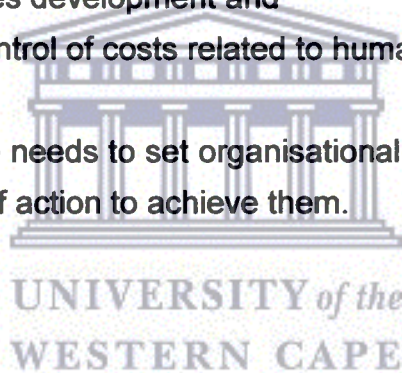 es development and
ntrol of costs related to huma
needs to set organisational
f action to achieve them.
UNIVERSITY of the
WESTERN CAPE